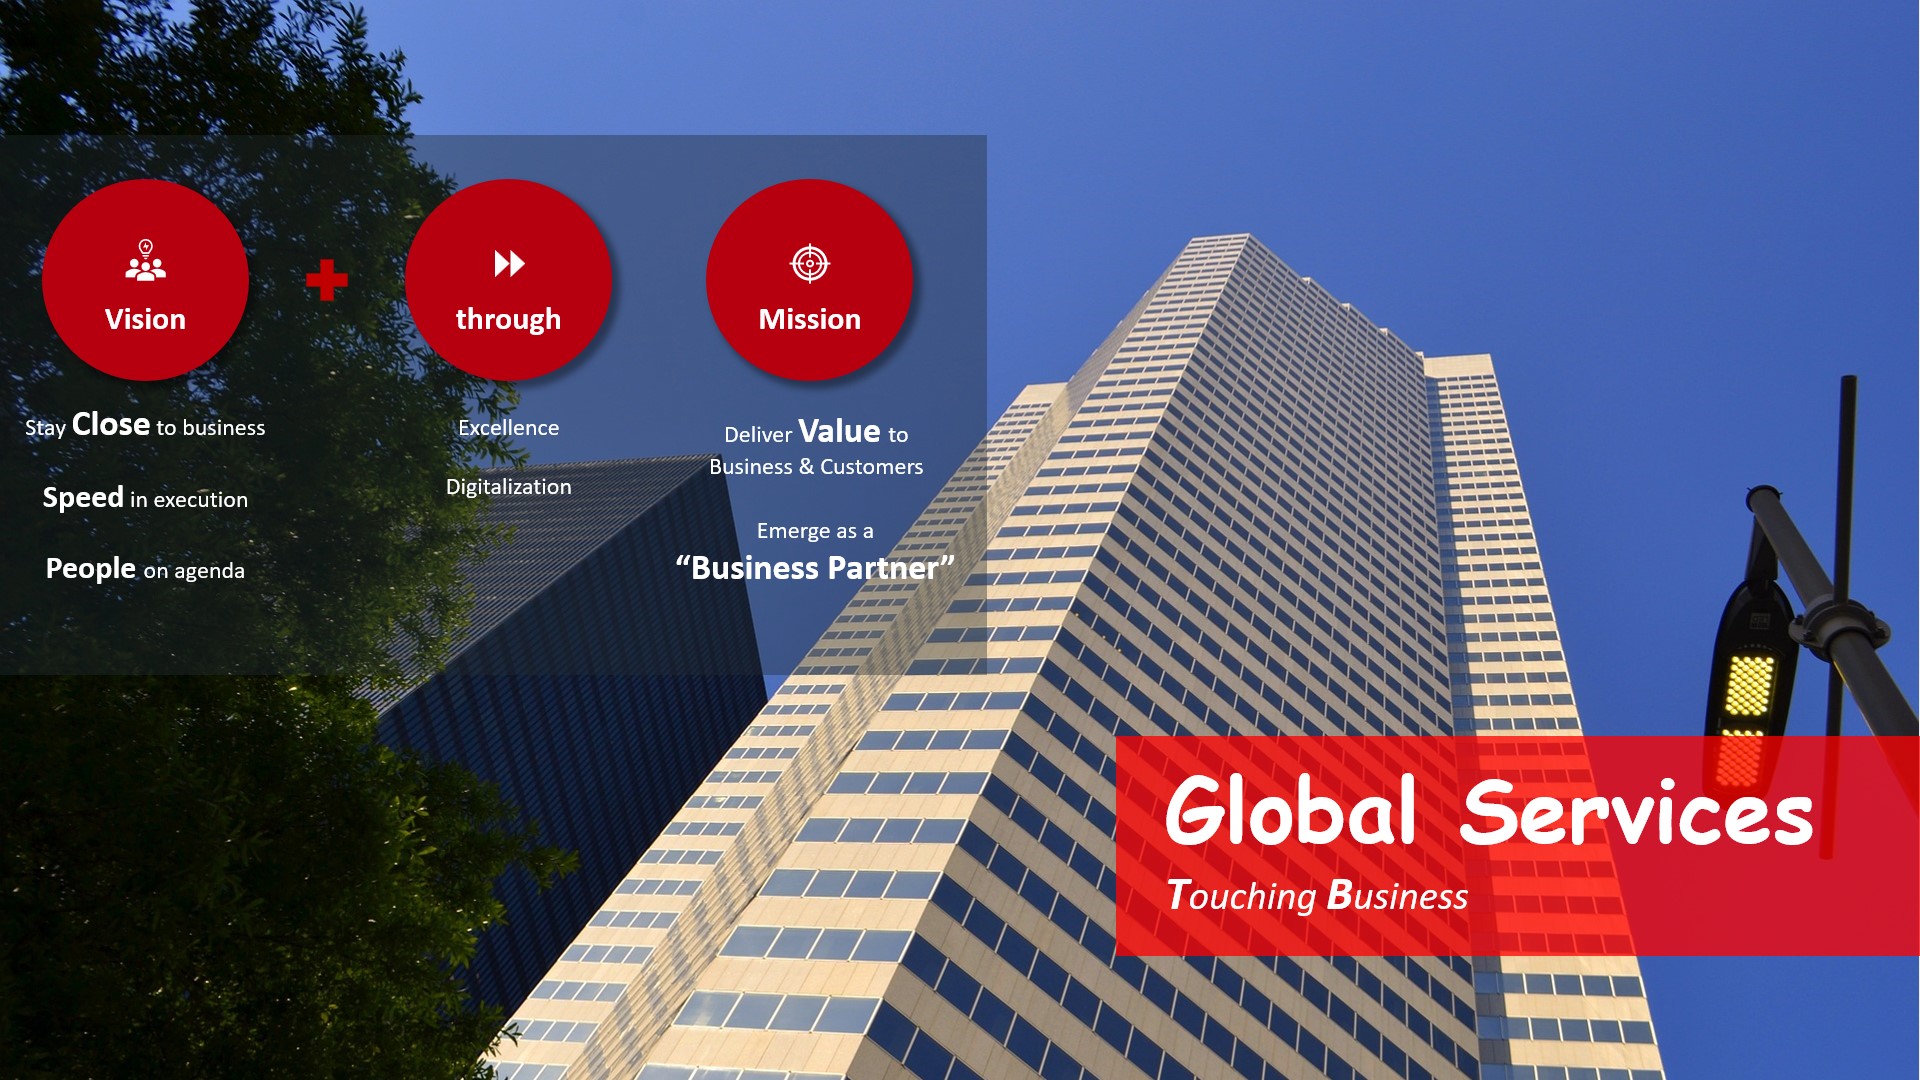 Vision
through
Mission
Stay Close to business
Speed in execution
People on agenda
Excellence
Digitalization
Deliver Value to
Business & Customers
Emerge as a
“Business Partner”
Global Services
Touching Business